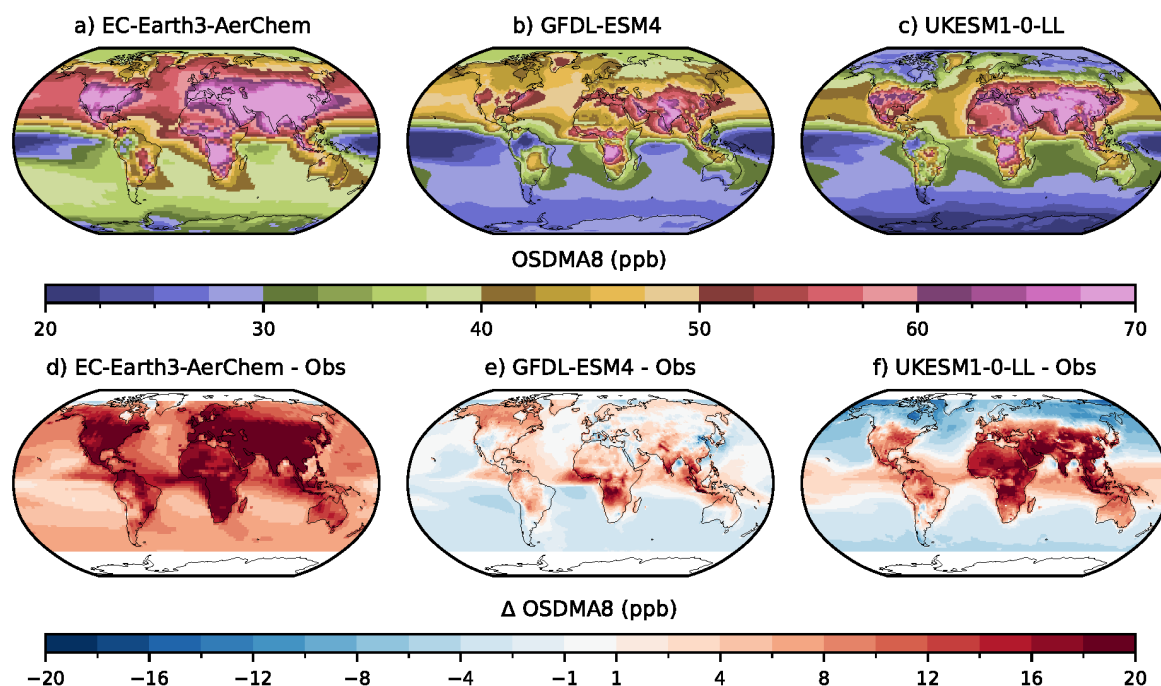 a) EC-Earth3-AerChem b) GFDL-ESM4 c) UKESM1-0-LL
OSDMA8 (ppb)
20 30 40 50 60 70
d) EC-Earth3-AerChem - Obs e) GFDL-ESM4 - Obs f) UKESM1-0-LL - Obs
Δ OSDMA8 (ppb)
−20 −16 −12 −8 −4 −1 1 4 8 12 16 20